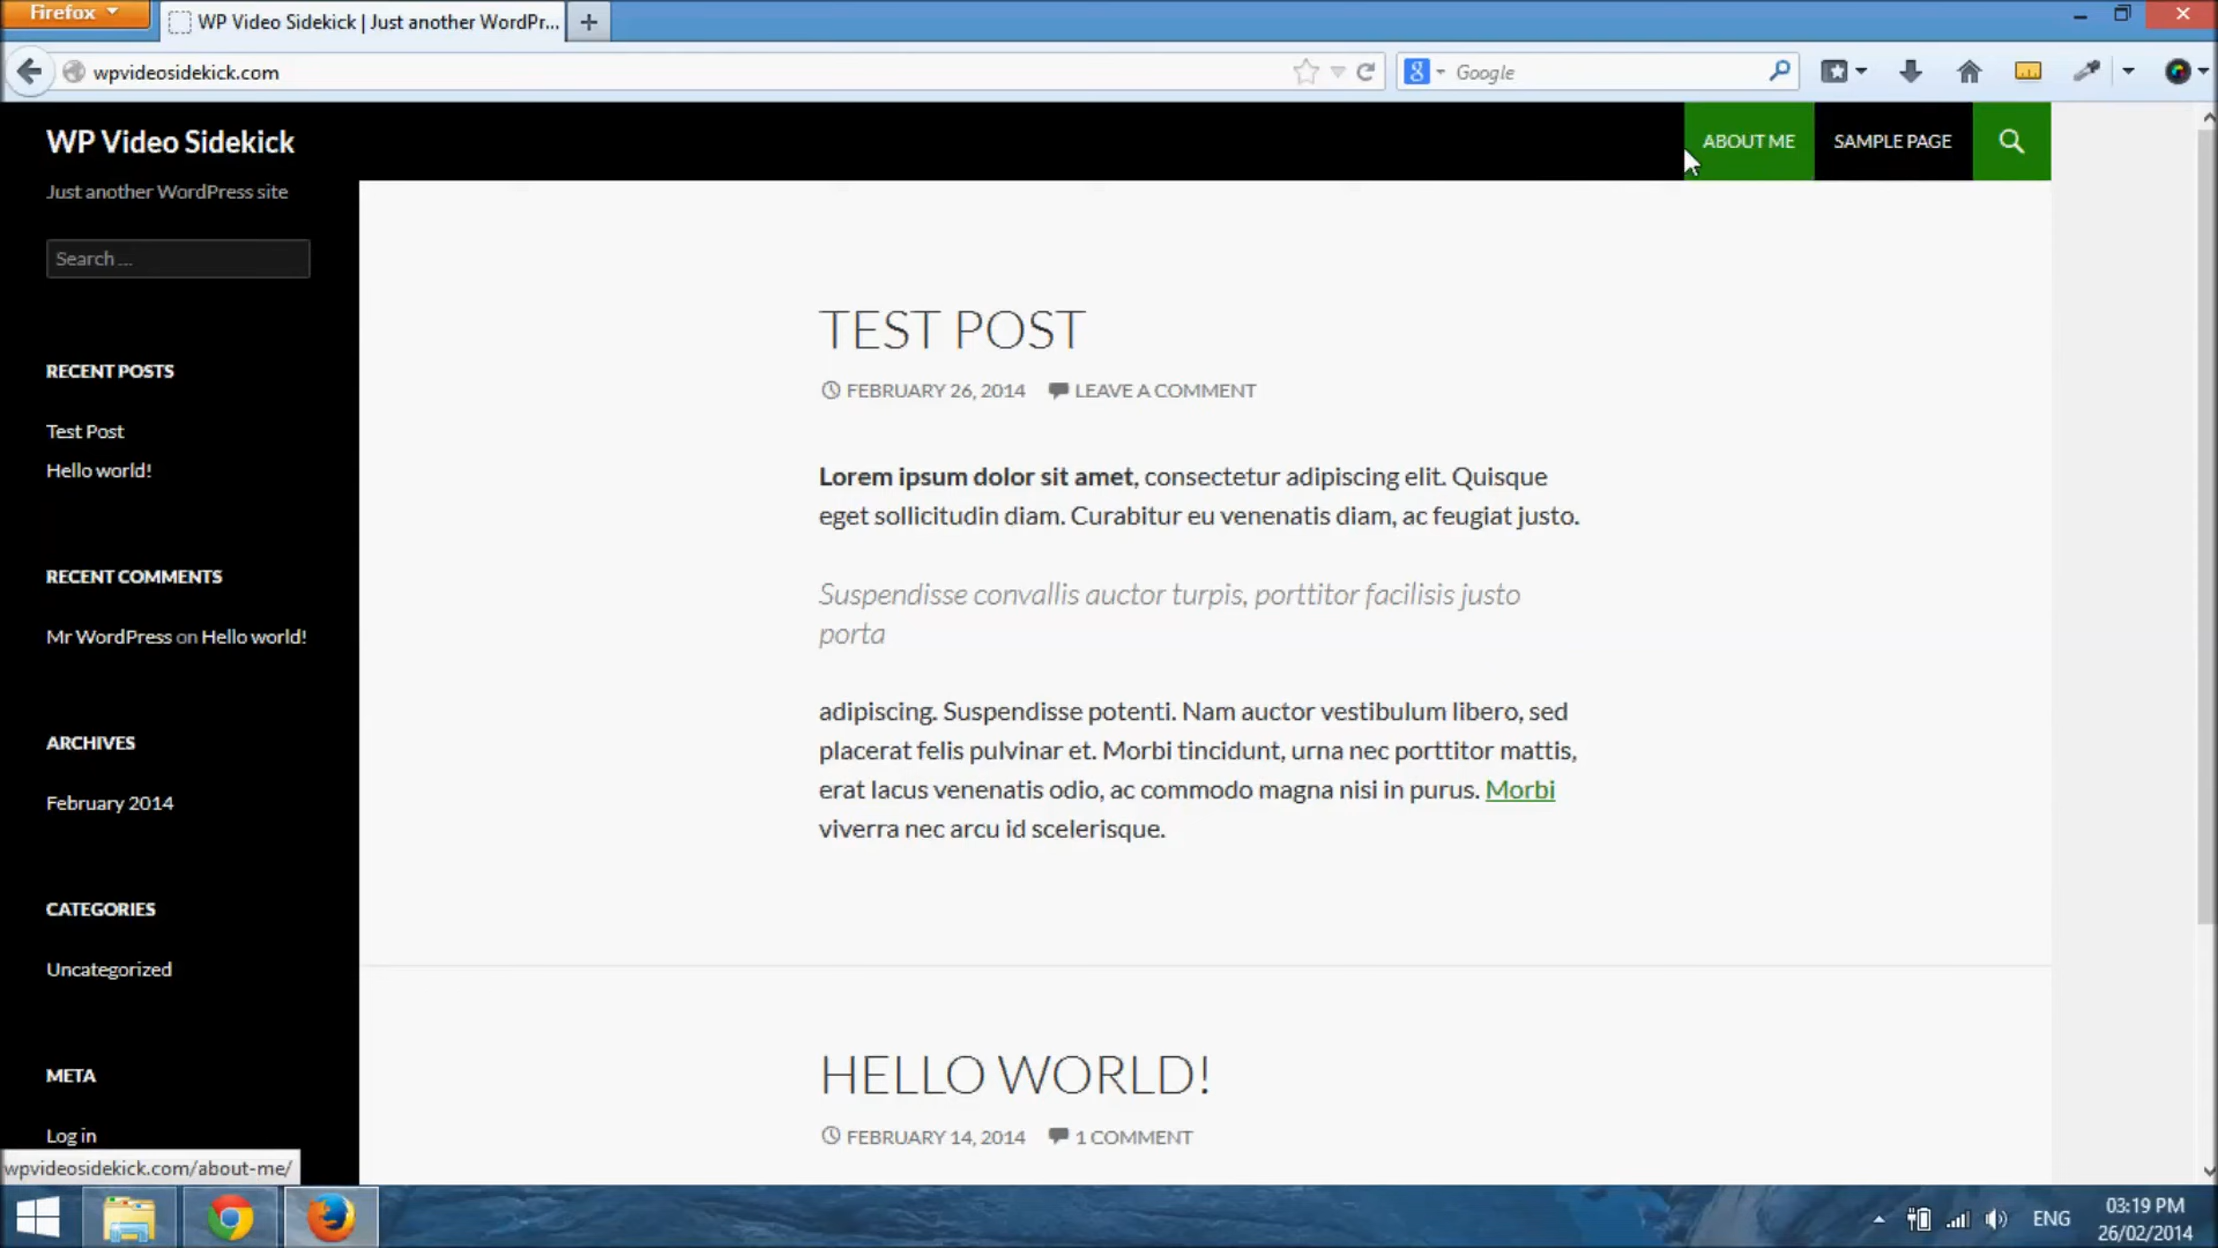 Firefox
WP Video Sidekick | Just another WordPr...
wpvideosidekick.com
Google
WP Video Sidekick
ABOUT ME
SAMPLE PAGE
Just another WordPress site
Search ...
TEST POST
FEBRUARY 26, 2014
LEAVE A COMMENT
RECENT POSTS
Test Post
Hello world!
Lorem ipsum dolor sit amet, consectetur adipiscing elit. Quisque
eget sollicitudin diam. Curabitur eu venenatis diam, ac feugiat justo.
Suspendisse convallis auctor turpis, porttitor facilisis justo
porta
adipiscing. Suspendisse potenti. Nam auctor vestibulum libero, sed
placerat felis pulvinar et. Morbi tincidunt, urna nec porttitor mattis,
erat lacus venenatis odio, ac commodo magna nisi in purus. Morbi
viverra nec arcu id scelerisque.
RECENT COMMENTS
Mr WordPress on Hello world!
ARCHIVES
February 2014
CATEGORIES
Uncategorized
META
Log in
HELLO WORLD!
FEBRUARY 14, 2014
1 COMMENT
wpvideosidekick.com/about-me/
ENG
03:19 PM
26/02/2014